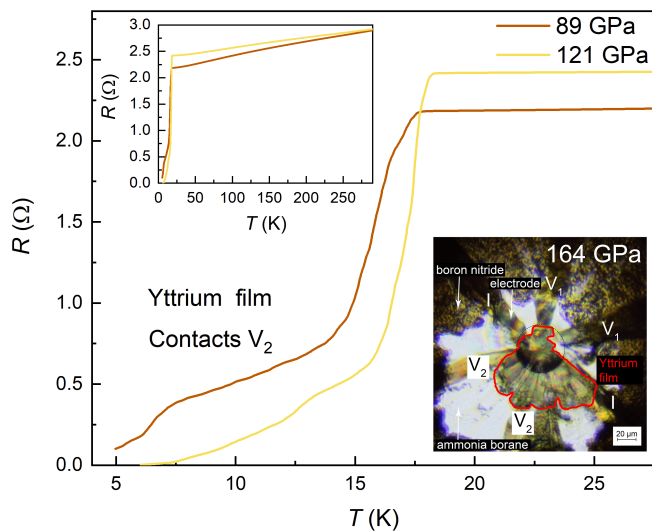 89 GPa
121 GPa
3.0
2.5
2.0
1.5
1.0
0.5
0.0
R (Ω)
0 50 100 150 200 250
T (K)
2.5
2.0
1.5
1.0
0.5
0.0
R (Ω)
Yttrium film
Contacts V₂
164 GPa
boron nitride
electrode
V₁
I
V₁
Yttrium
film
V₂
I
V₂
20 µm
ammonia borane
5 10 15 20 25
T (K)